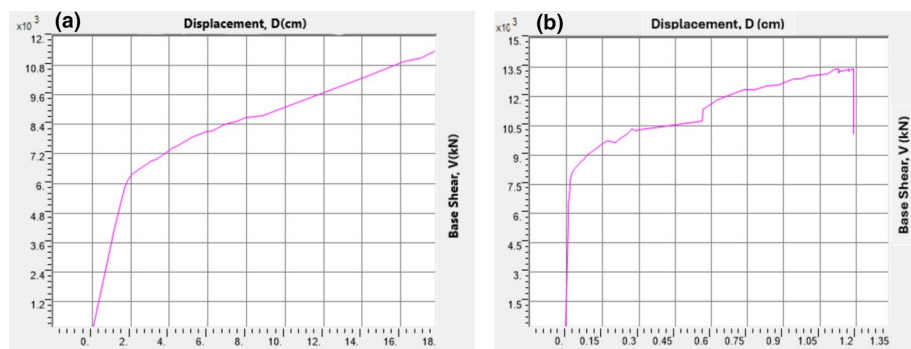 (a)
Displacement, D(cm)
x10 3
12.
10.8
9.6
8.4
7.2
6.
4.8
3.6
2.4
1.2
0. 2. 4. 6. 8. 10. 12. 14. 16. 18.
Base Shear, V(kN)
(b)
Displacement, D (cm)
x10 3
15.
13.5
12.
10.5
9.
7.5
6.
4.5
3.
1.5
0. 0.15 0.3 0.45 0.6 0.75 0.9 1.05 1.2 1.35
Base Shear, V (kN)